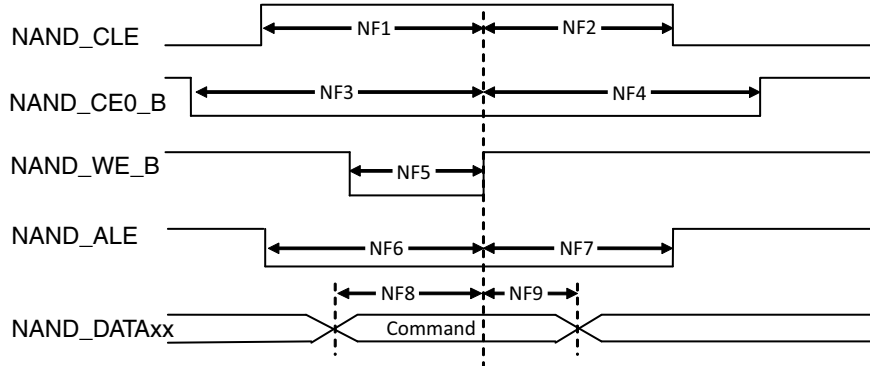 NAND_CLE
NF1
NF2
NAND_CE0_B
NF3
NF4
NAND_WE_B
NF5
NAND_ALE
NF6
NF7
NF8
NF9
NAND_DATAxx
Command